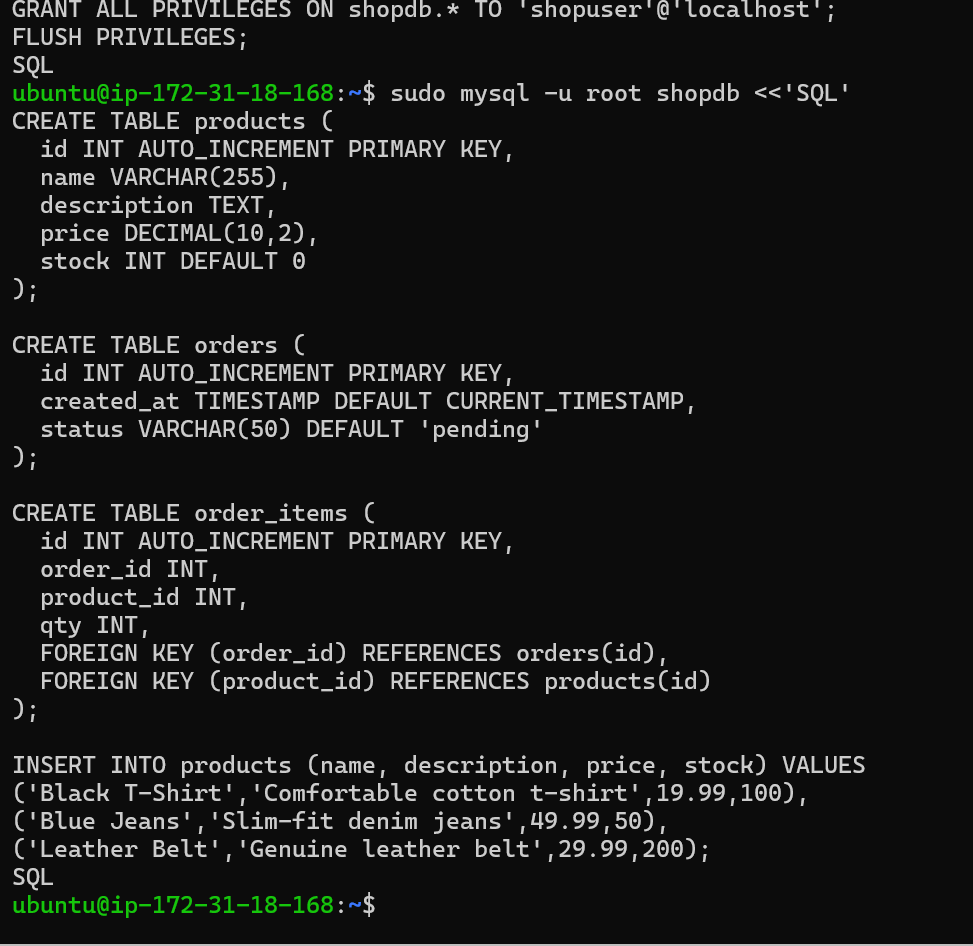 GRANT ALL PRIVILEGES ON shopdb.* TO 'shopuser'@'localhost';
FLUSH PRIVILEGES;
SQL
ubuntu@ip-172-31-18-168:~$ sudo mysql -u root shopdb <<'SQL'
CREATE TABLE products (
  id INT AUTO_INCREMENT PRIMARY KEY,
  name VARCHAR(255),
  description TEXT,
  price DECIMAL(10,2),
  stock INT DEFAULT 0
);

CREATE TABLE orders (
  id INT AUTO_INCREMENT PRIMARY KEY,
  created_at TIMESTAMP DEFAULT CURRENT_TIMESTAMP,
  status VARCHAR(50) DEFAULT 'pending'
);

CREATE TABLE order_items (
  id INT AUTO_INCREMENT PRIMARY KEY,
  order_id INT,
  product_id INT,
  qty INT,
  FOREIGN KEY (order_id) REFERENCES orders(id),
  FOREIGN KEY (product_id) REFERENCES products(id)
);

INSERT INTO products (name, description, price, stock) VALUES
('Black T-Shirt','Comfortable cotton t-shirt',19.99,100),
('Blue Jeans','Slim-fit denim jeans',49.99,50),
('Leather Belt','Genuine leather belt',29.99,200);
SQL
ubuntu@ip-172-31-18-168:~$